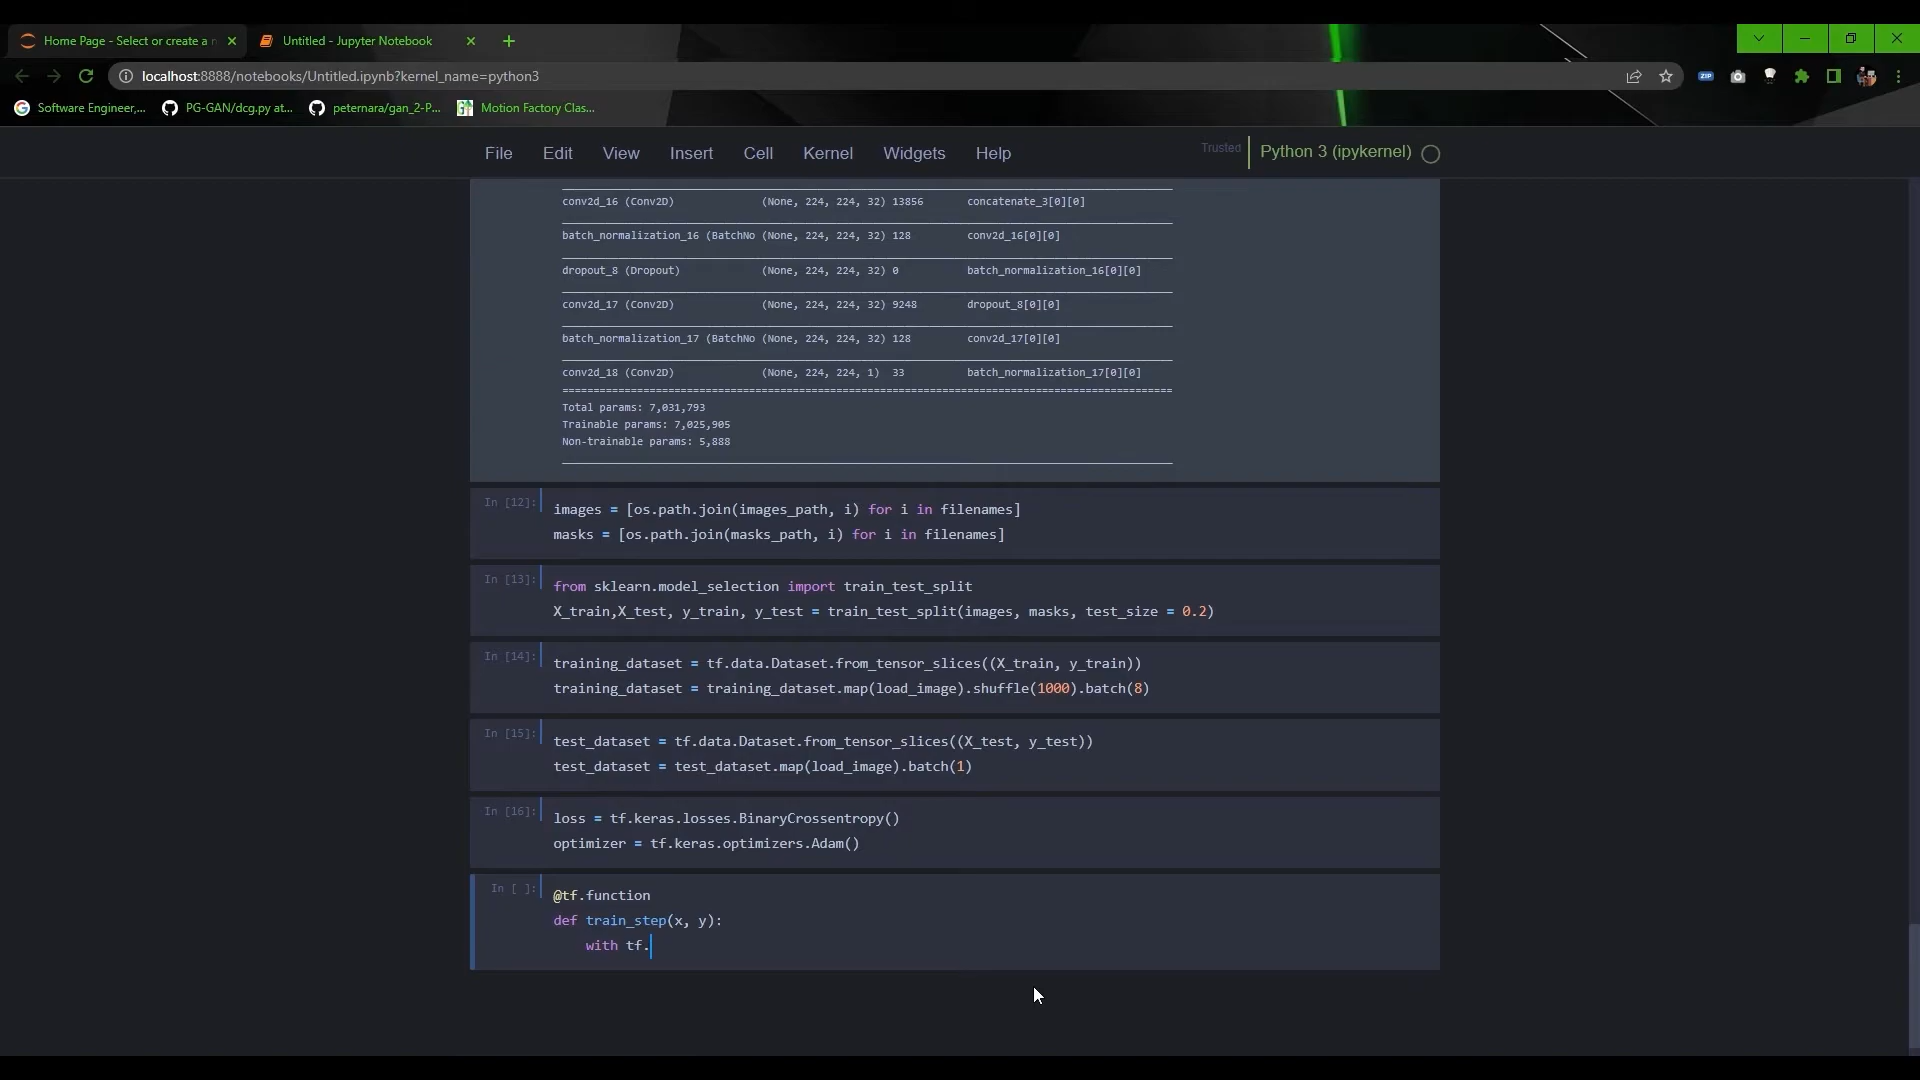 Home Page - Select or create a n
Untitled - Jupyter Notebook
localhost:8888/notebooks/Untitled.ipynb?kernel_name=python3
Software Engineer,... PG-GAN/dcg.py at... peternara/gan_2-P... Motion Factory Clas...
File Edit View Insert Cell Kernel Widgets Help Trusted Python 3 (ipykernel)
conv2d_16 (Conv2D) (None, 224, 224, 32) 13856 concatenate_3[0][0]
batch_normalization_16 (BatchNo (None, 224, 224, 32) 128 conv2d_16[0][0]
dropout_8 (Dropout) (None, 224, 224, 32) 0 batch_normalization_16[0][0]
conv2d_17 (Conv2D) (None, 224, 224, 32) 9248 dropout_8[0][0]
batch_normalization_17 (BatchNo (None, 224, 224, 32) 128 conv2d_17[0][0]
conv2d_18 (Conv2D) (None, 224, 224, 1) 33 batch_normalization_17[0][0]
Total params: 7,031,793
Trainable params: 7,025,905
Non-trainable params: 5,888
In [12]: images = [os.path.join(images_path, i) for i in filenames]
masks = [os.path.join(masks_path, i) for i in filenames]
In [13]: from sklearn.model_selection import train_test_split
X_train,X_test, y_train, y_test = train_test_split(images, masks, test_size = 0.2)
In [14]: training_dataset = tf.data.Dataset.from_tensor_slices((X_train, y_train))
training_dataset = training_dataset.map(load_image).shuffle(1000).batch(8)
In [15]: test_dataset = tf.data.Dataset.from_tensor_slices((X_test, y_test))
test_dataset = test_dataset.map(load_image).batch(1)
In [16]: loss = tf.keras.losses.BinaryCrossentropy()
optimizer = tf.keras.optimizers.Adam()
In [ ]: @tf.function
def train_step(x, y):
with tf.